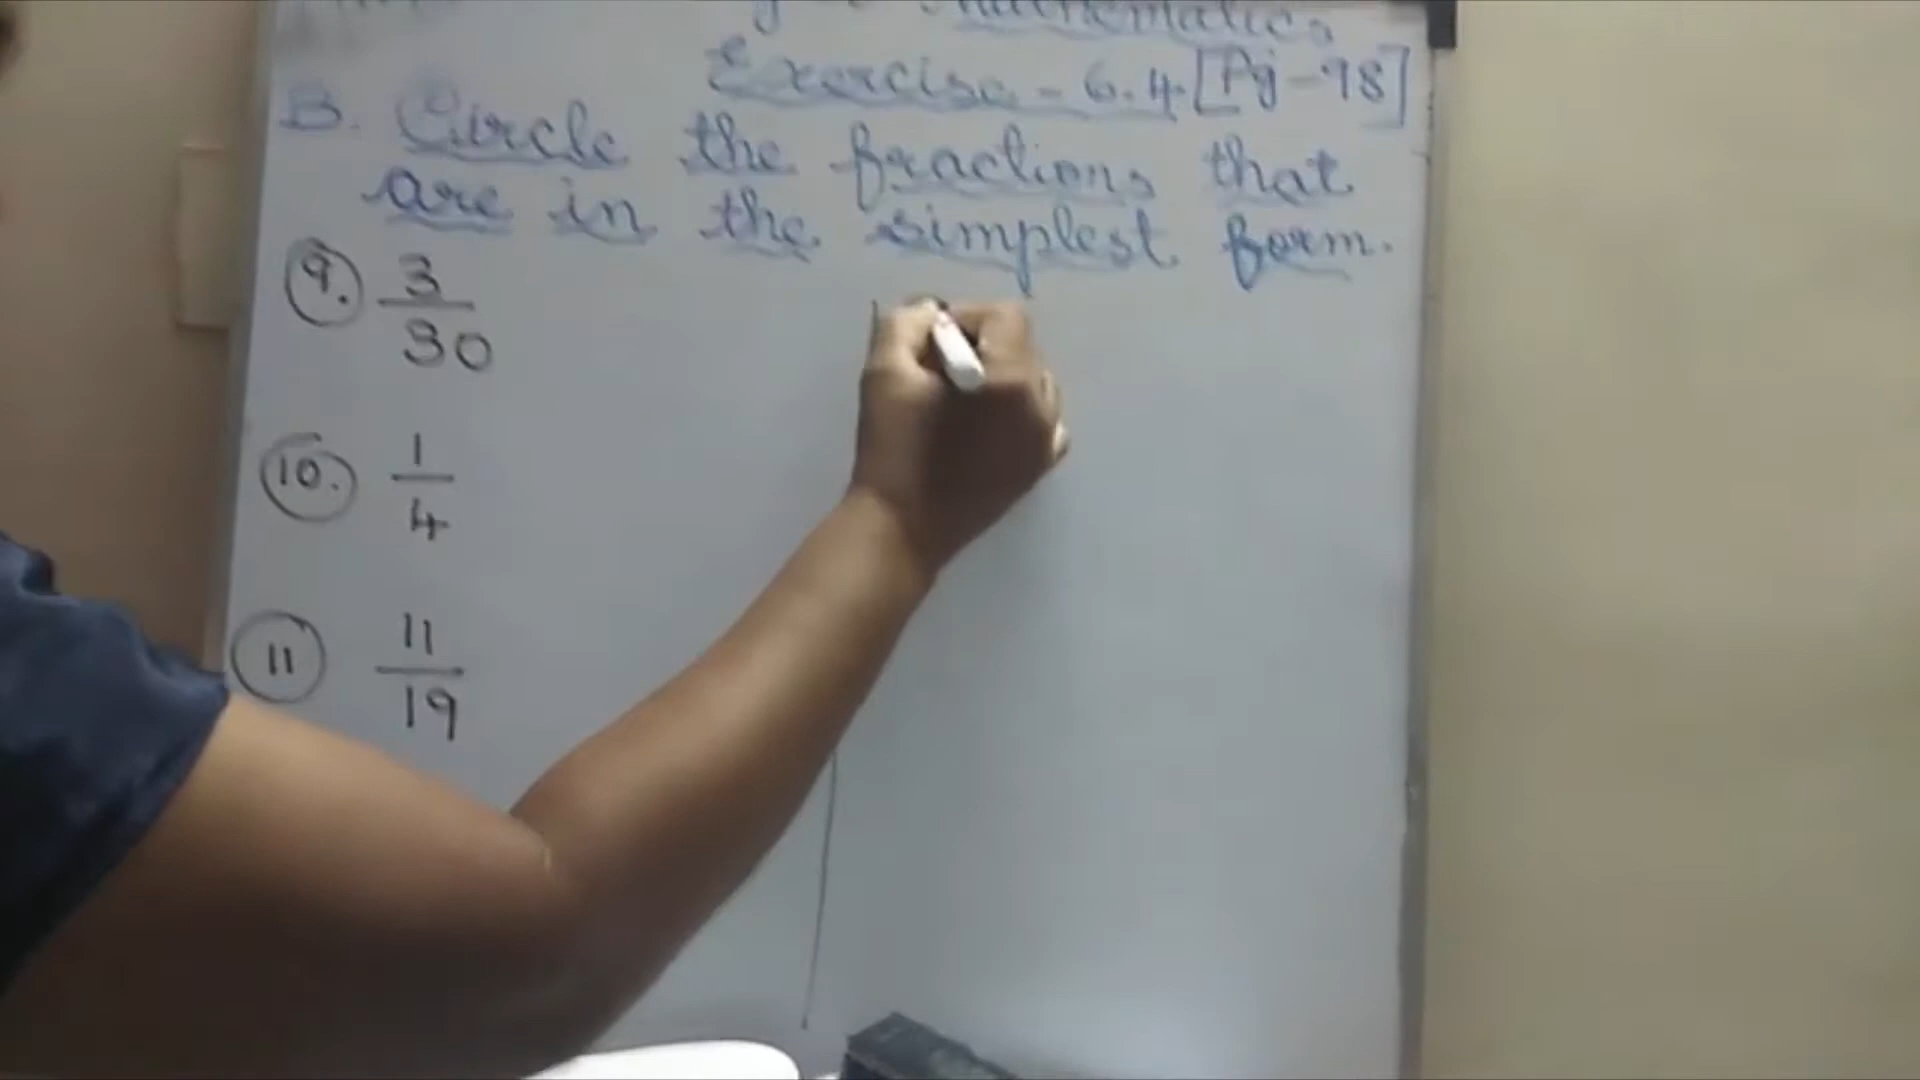 Mathematics
Exercise - 6.4 [Pg-98]
B. Circle the fractions that
are in the simplest form.
9. 3/30
10. 1/4
11 11/19